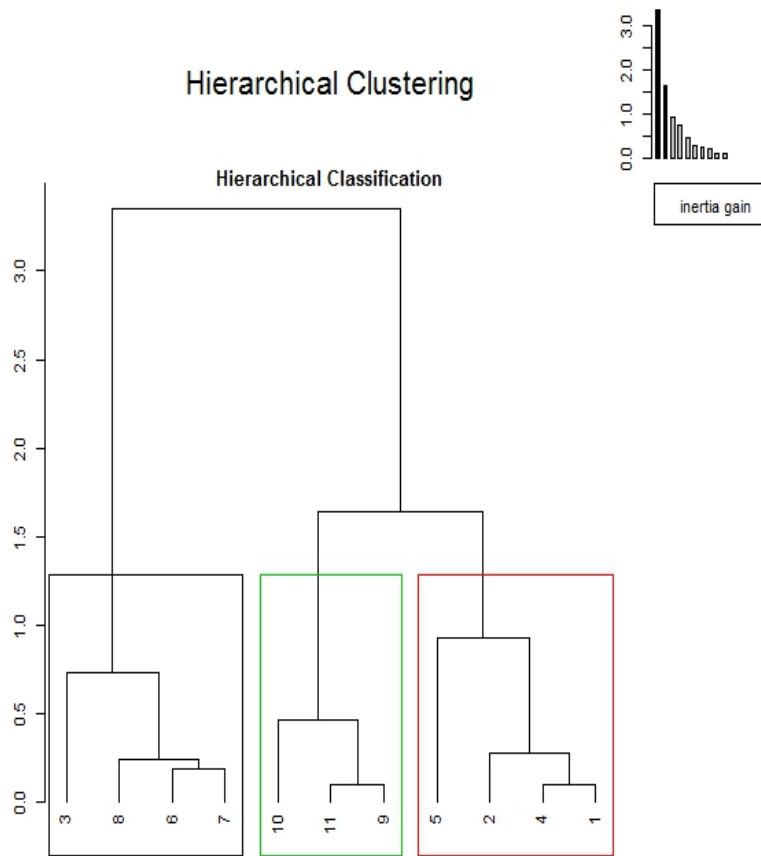 Hierarchical Clustering
3.0
2.0
1.0
0.0
inertia gain
Hierarchical Classification
3.0
2.5
2.0
1.5
1.0
0.5
0.0
3 8 6 7 10 11 9 5 2 4 1